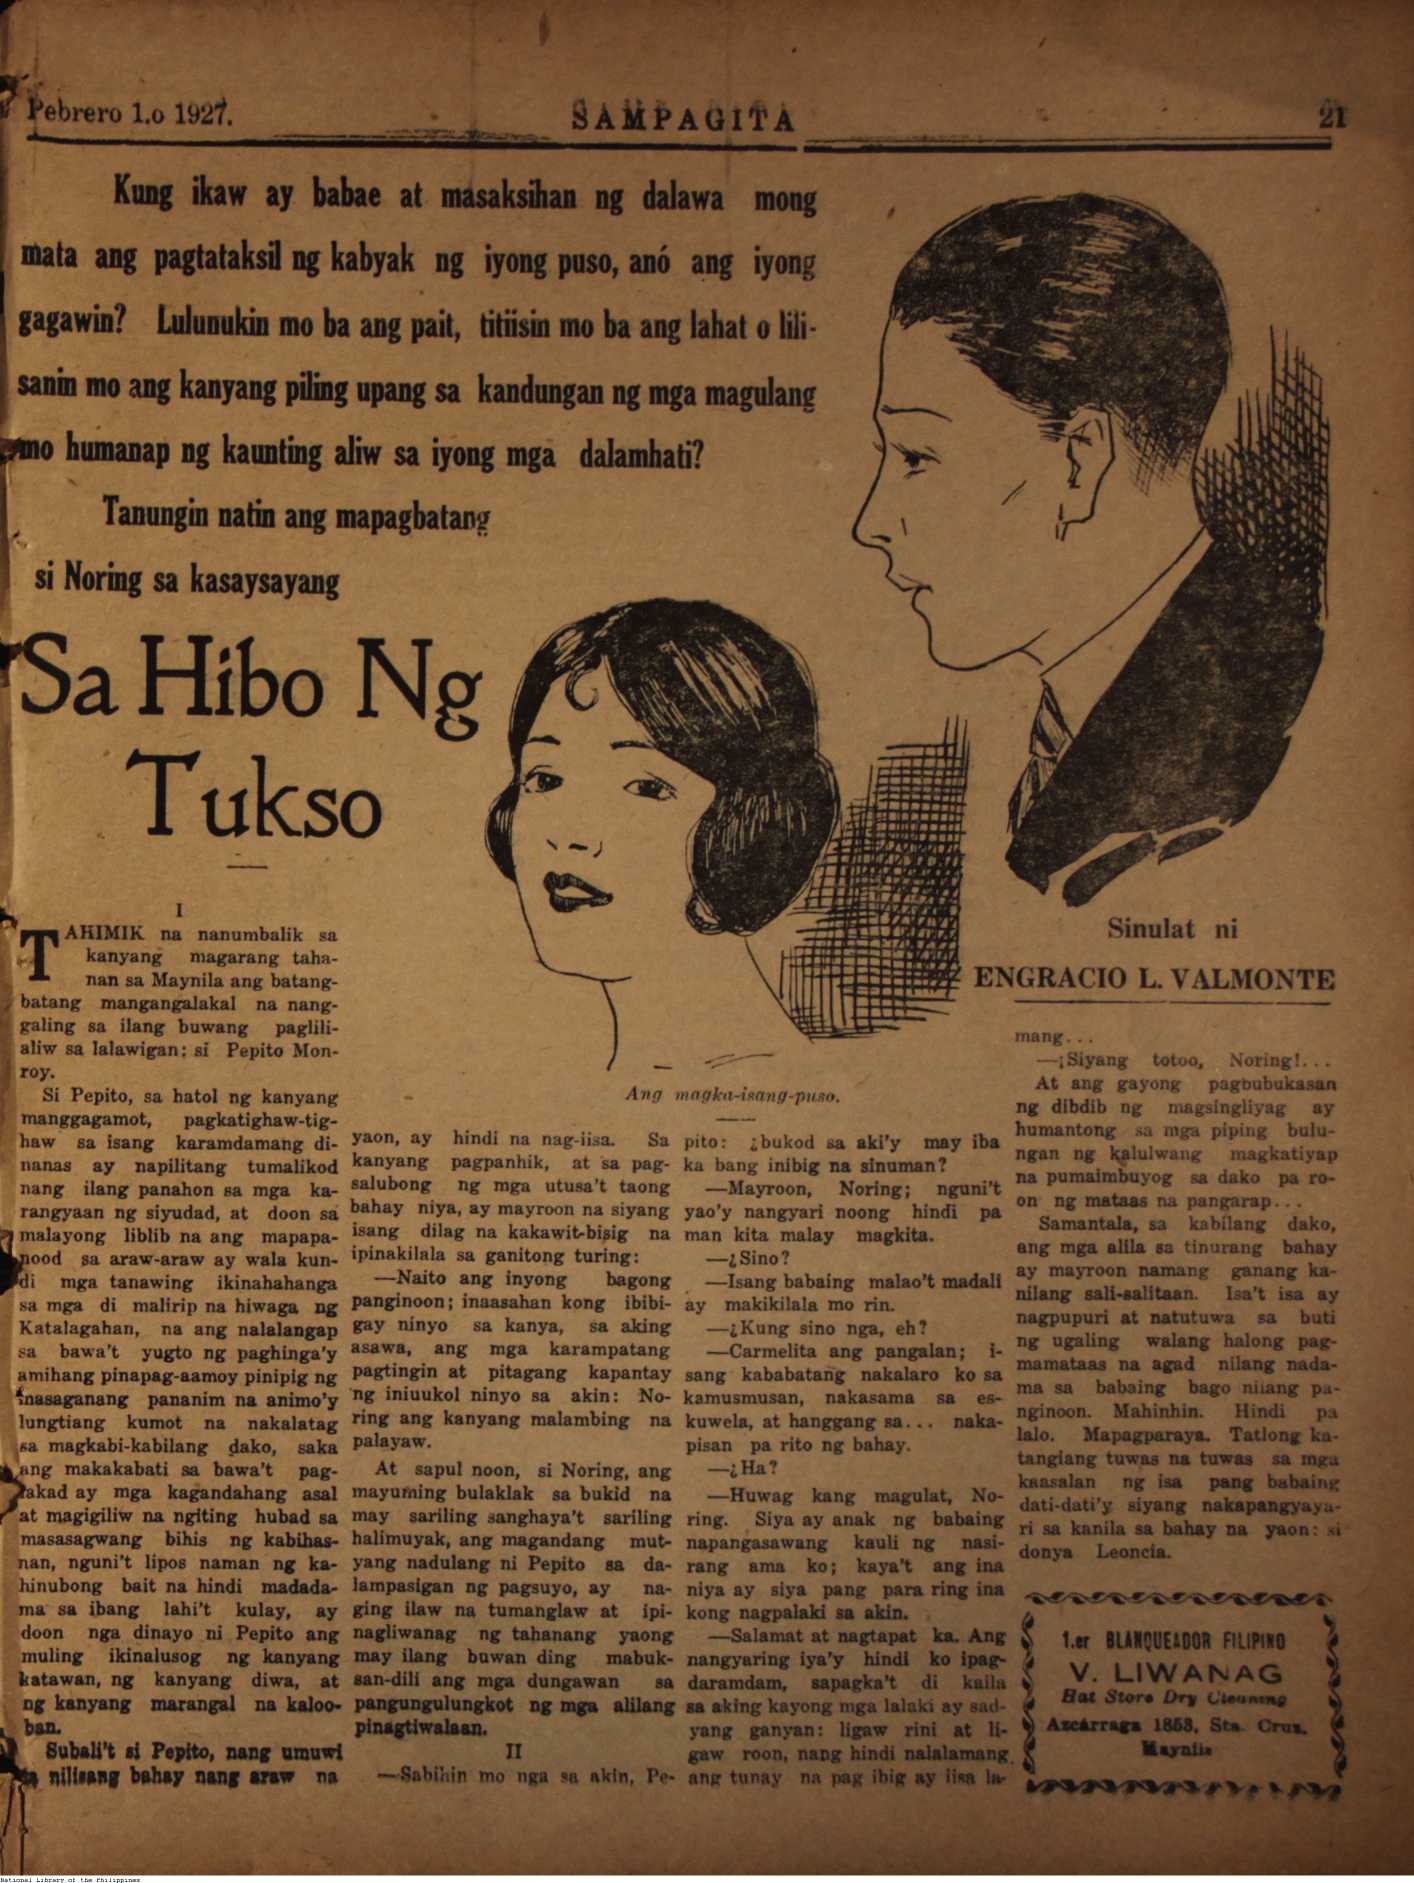 Pebrero 1.o 1927.
SAMPAGITA
21
Kung ikaw ay babae at masaksihan ng dalawa mong
mata ang pagtataksil ng kabyak ng iyong puso, anó ang iyong
gagawin? Lulunukin mo ba ang pait, titiisin mo ba ang lahat o lili-
sanin mo ang kanyang piling upang sa kandungan ng mga magulang
mo humanap ng kaunting aliw sa iyong mga dalamhati?
Tanungin natin ang mapagbatang
si Noring sa kasaysayang
Sa Hibo Ng
Tukso
Sinulat ni
ENGRACIO L. VALMONTE
Ang magka-isang-puso.
I
TAHIMIK na nanumbalik sa
kanyang magarang taha-
nan sa Maynila ang batang-
batang mangangalakal na nang-
galing sa ilang buwang paglili-
aliw sa lalawigan: si Pepito Mon-
roy.
Si Pepito, sa hatol ng kanyang
manggagamot, pagkatighaw-tig-
haw sa isang karamdamang di-
nanas ay napilitang tumalikod
nang ilang panahon sa mga ka-
rangyaan ng siyudad, at doon sa
malayong liblib na ang mapapa-
nood sa araw-araw ay wala kun-
di mga tanawing ikinahahanga
sa mga di malirip na hiwaga ng
Katalagahan, na ang nalalangap
sa bawa't yugto ng paghinga'y
amihang pinapag-aamoy pinipig ng
masaganang pananim na animo'y
lungtiang kumot na nakalatag
sa magkabi-kabilang dako, saka
ang makakabati sa bawa't pag-
lakad ay mga kagandahang asal
at magigiliw na ngiting hubad sa
masasagwang bihis ng kabihas-
nan, nguni't lipos naman ng ka-
hinubong bait na hindi madada-
ma sa ibang lahi't kulay, ay
doon nga dinayo ni Pepito ang
muling ikinalusog ng kanyang
katawan, ng kanyang diwa, at
ng kanyang marangal na kaloo-
ban.
Subali't si Pepito, nang umuwi
sa nilisang bahay nang araw na
yaon, ay hindi na nag-iisa. Sa
kanyang pagpanhik, at sa pag-
salubong ng mga utusa't taong
bahay niya, ay mayroon na siyang
isang dilag na kakawit-bisig na
ipinakilala sa ganitong turing:
—Naito ang inyong bagong
panginoon; inaasahan kong ibibi-
gay ninyo sa kanya, sa aking
asawa, ang mga karampatang
pagtingin at pitagang kapantay
ng iniuukol ninyo sa akin: No-
ring ang kanyang malambing na
palayaw.
At sapul noon, si Noring, ang
mayuming bulaklak sa bukid na
may sariling sanghaya't sariling
halimuyak, ang magandang mut-
yang nadulang ni Pepito sa da-
lampasigan ng pagsuyo, ay na-
ging ilaw na tumanglaw at ipi-
nagliwanag ng tahanang yaong
may ilang buwan ding mabuk-
san-dili ang mga dungawan sa
pangungulungkot ng mga alilang
pinagtiwalaan.
II
—Sabihin mo nga sa akin, Pe-
pito: ¿bukod sa aki'y may iba
ka bang inibig na sinuman?
—Mayroon, Noring; nguni't
yao'y nangyari noong hindi pa
man kita malay magkita.
—¿Sino?
—Isang babaing malao't madali
ay makikilala mo rin.
—¿Kung sino nga, eh?
—Carmelita ang pangalan; i-
sang kababatang nakalaro ko sa
kamusmusan, nakasama sa es-
kuwela, at hanggang sa... naka-
pisan pa rito ng bahay.
—¿Ha?
—Huwag kang magulat, No-
ring. Siya ay anak ng babaing
napangasawang kauli ng nasi-
rang ama ko; kaya't ang ina
niya ay siya pang para ring ina
kong nagpalaki sa akin.
—Salamat at nagtapat ka. Ang
nangyaring iya'y hindi ko ipag-
daramdam, sapagka't di kaila
sa aking kayong mga lalaki ay sad-
yang ganyan: ligaw rini at li-
gaw roon, nang hindi nalalamang
ang tunay na pag ibig ay iisa la-
mang...
—¡Siyang totoo, Noring!...
At ang gayong pagbubukasan
ng dibdib ng magsingliyag ay
humantong sa mga piping bulu-
ngan ng kalulwang magkatiyap
na pumaimbuyog sa dako pa ro-
on ng mataas na pangarap...
Samantala, sa kabilang dako,
ang mga alila sa tinurang bahay
ay mayroon namang ganang ka-
nilang sali-salitaan. Isa't isa ay
nagpupuri at natutuwa sa buti
ng ugaling walang halong pag-
mamataas na agad nilang nada-
ma sa babaing bago nilang pa-
nginoon. Mahinhin. Hindi pa
lalo. Mapagparaya. Tatlong ka-
tangiang tuwas na tuwas sa mga
kaasalan ng isa pang babaing
dati-dati'y siyang nakapangyaya-
ri sa kanila sa bahay na yaon: si
donya Leoncia.
1.er BLANQUEADOR FILIPINO
V. LIWANAG
Hat Store Dry Cleaning
Azcárraga 1858, Sta. Cruz,
Maynila
National Library of the Philippines